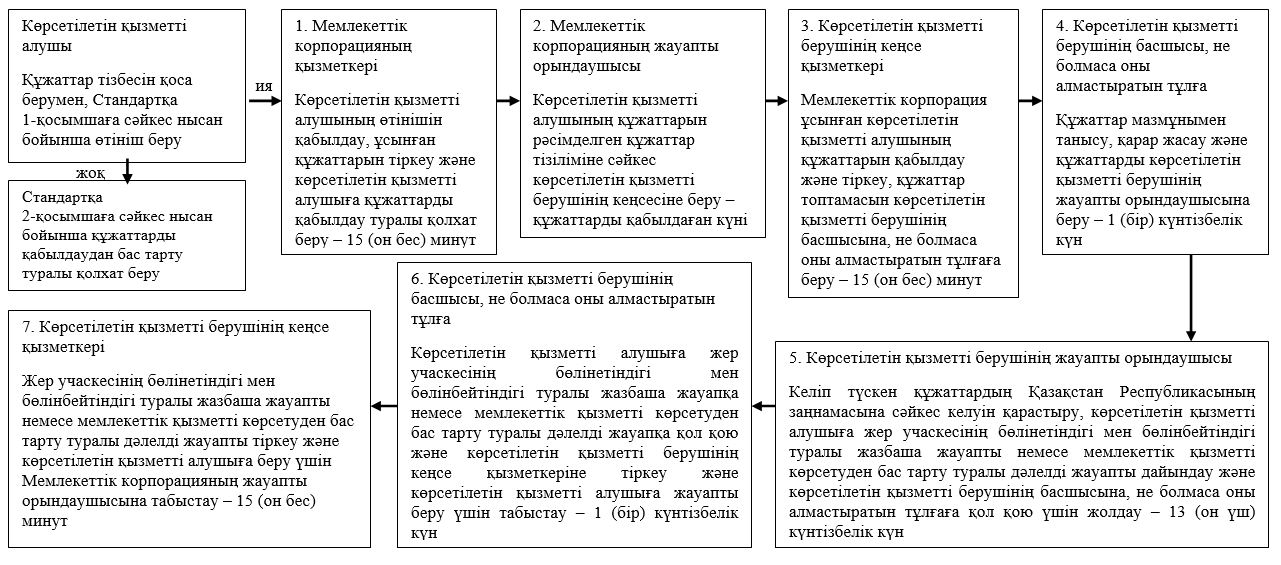 Көрсетілетін қызметті
алушы
Құжаттар тізбесін қоса
берумен, Стандартқа
1-қосымшаға сәйкес нысан
бойынша өтініш беру
ия
жоқ
Стандартқа
2-қосымшаға сәйкес нысан
бойынша құжаттарды
қабылдаудан бас тарту
туралы қолхат беру
1. Мемлекеттік
корпорацияның
қызметкері
Көрсетілетін қызметті
алушының өтінішін
қабылдау, ұсынған
құжаттарын тіркеу және
көрсетілетін қызметті
алушыға құжаттарды
қабылдау туралы қолхат
беру – 15 (он бес) минут
2. Мемлекеттік
корпорацияның жауапты
орындаушысы
Көрсетілетін қызметті
алушының құжаттарын
рәсімделген құжаттар
тізіліміне сәйкес
көрсетілетін қызметті
берушінің кеңсесіне беру –
құжаттарды қабылдаған күні
3. Көрсетілетін қызметті
берушінің кеңсе
қызметкері
Мемлекеттік корпорация
ұсынған көрсетілетін
қызметті алушының
құжаттарын қабылдау
және тіркеу, құжаттар
топтамасын көрсетілетін
қызметті берушінің
басшысына, не болмаса
оны алмастыратын тұлғаға
беру – 15 (он бес) минут
4. Көрсетілетін қызметті
берушінің басшысы, не
болмаса оны
алмастыратын тұлға
Құжаттар мазмұнымен
танысу, қарар жасау және
құжаттарды көрсетілетін
қызметті берушінің
жауапты орындаушысына
беру – 1 (бір) күнтізбелік
күн
5. Көрсетілетін қызметті берушінің жауапты орындаушысы
Келіп түскен құжаттардың Қазақстан Республикасының
заңнамасына сәйкес келуін қарастыру, көрсетілетін қызметті
алушыға жер учаскесінің бөлінетіндігі мен бөлінбейтіндігі
туралы жазбаша жауапты немесе мемлекеттік қызметті
көрсетуден бас тарту туралы дәлелді жауапты дайындау және
көрсетілетін қызметті берушінің басшысына, не болмаса оны
алмастыратын тұлғаға қол қою үшін жолдау – 13 (он үш)
күнтізбелік күн
6. Көрсетілетін қызметті берушінің
басшысы, не болмаса оны алмастыратын
тұлға
Көрсетілетін қызметті алушыға жер
учаскесінің бөлінетіндігі мен
бөлінбейтіндігі туралы жазбаша жауапқа
немесе мемлекеттік қызметті көрсетуден
бас тарту туралы дәлелді жауапқа қол қою
және көрсетілетін қызметті берушінің
кеңсе қызметкеріне тіркеу және
көрсетілетін қызметті алушыға жауапты
беру үшін табыстау – 1 (бір) күнтізбелік
күн
7. Көрсетілетін қызметті берушінің кеңсе
қызметкері
Жер учаскесінің бөлінетіндігі мен
бөлінбейтіндігі туралы жазбаша жауапты
немесе мемлекеттік қызметті көрсетуден бас
тарту туралы дәлелді жауапты тіркеу және
көрсетілетін қызметті алушыға беру үшін
Мемлекеттік корпорацияның жауапты
орындаушысына табыстау – 15 (он бес)
минут